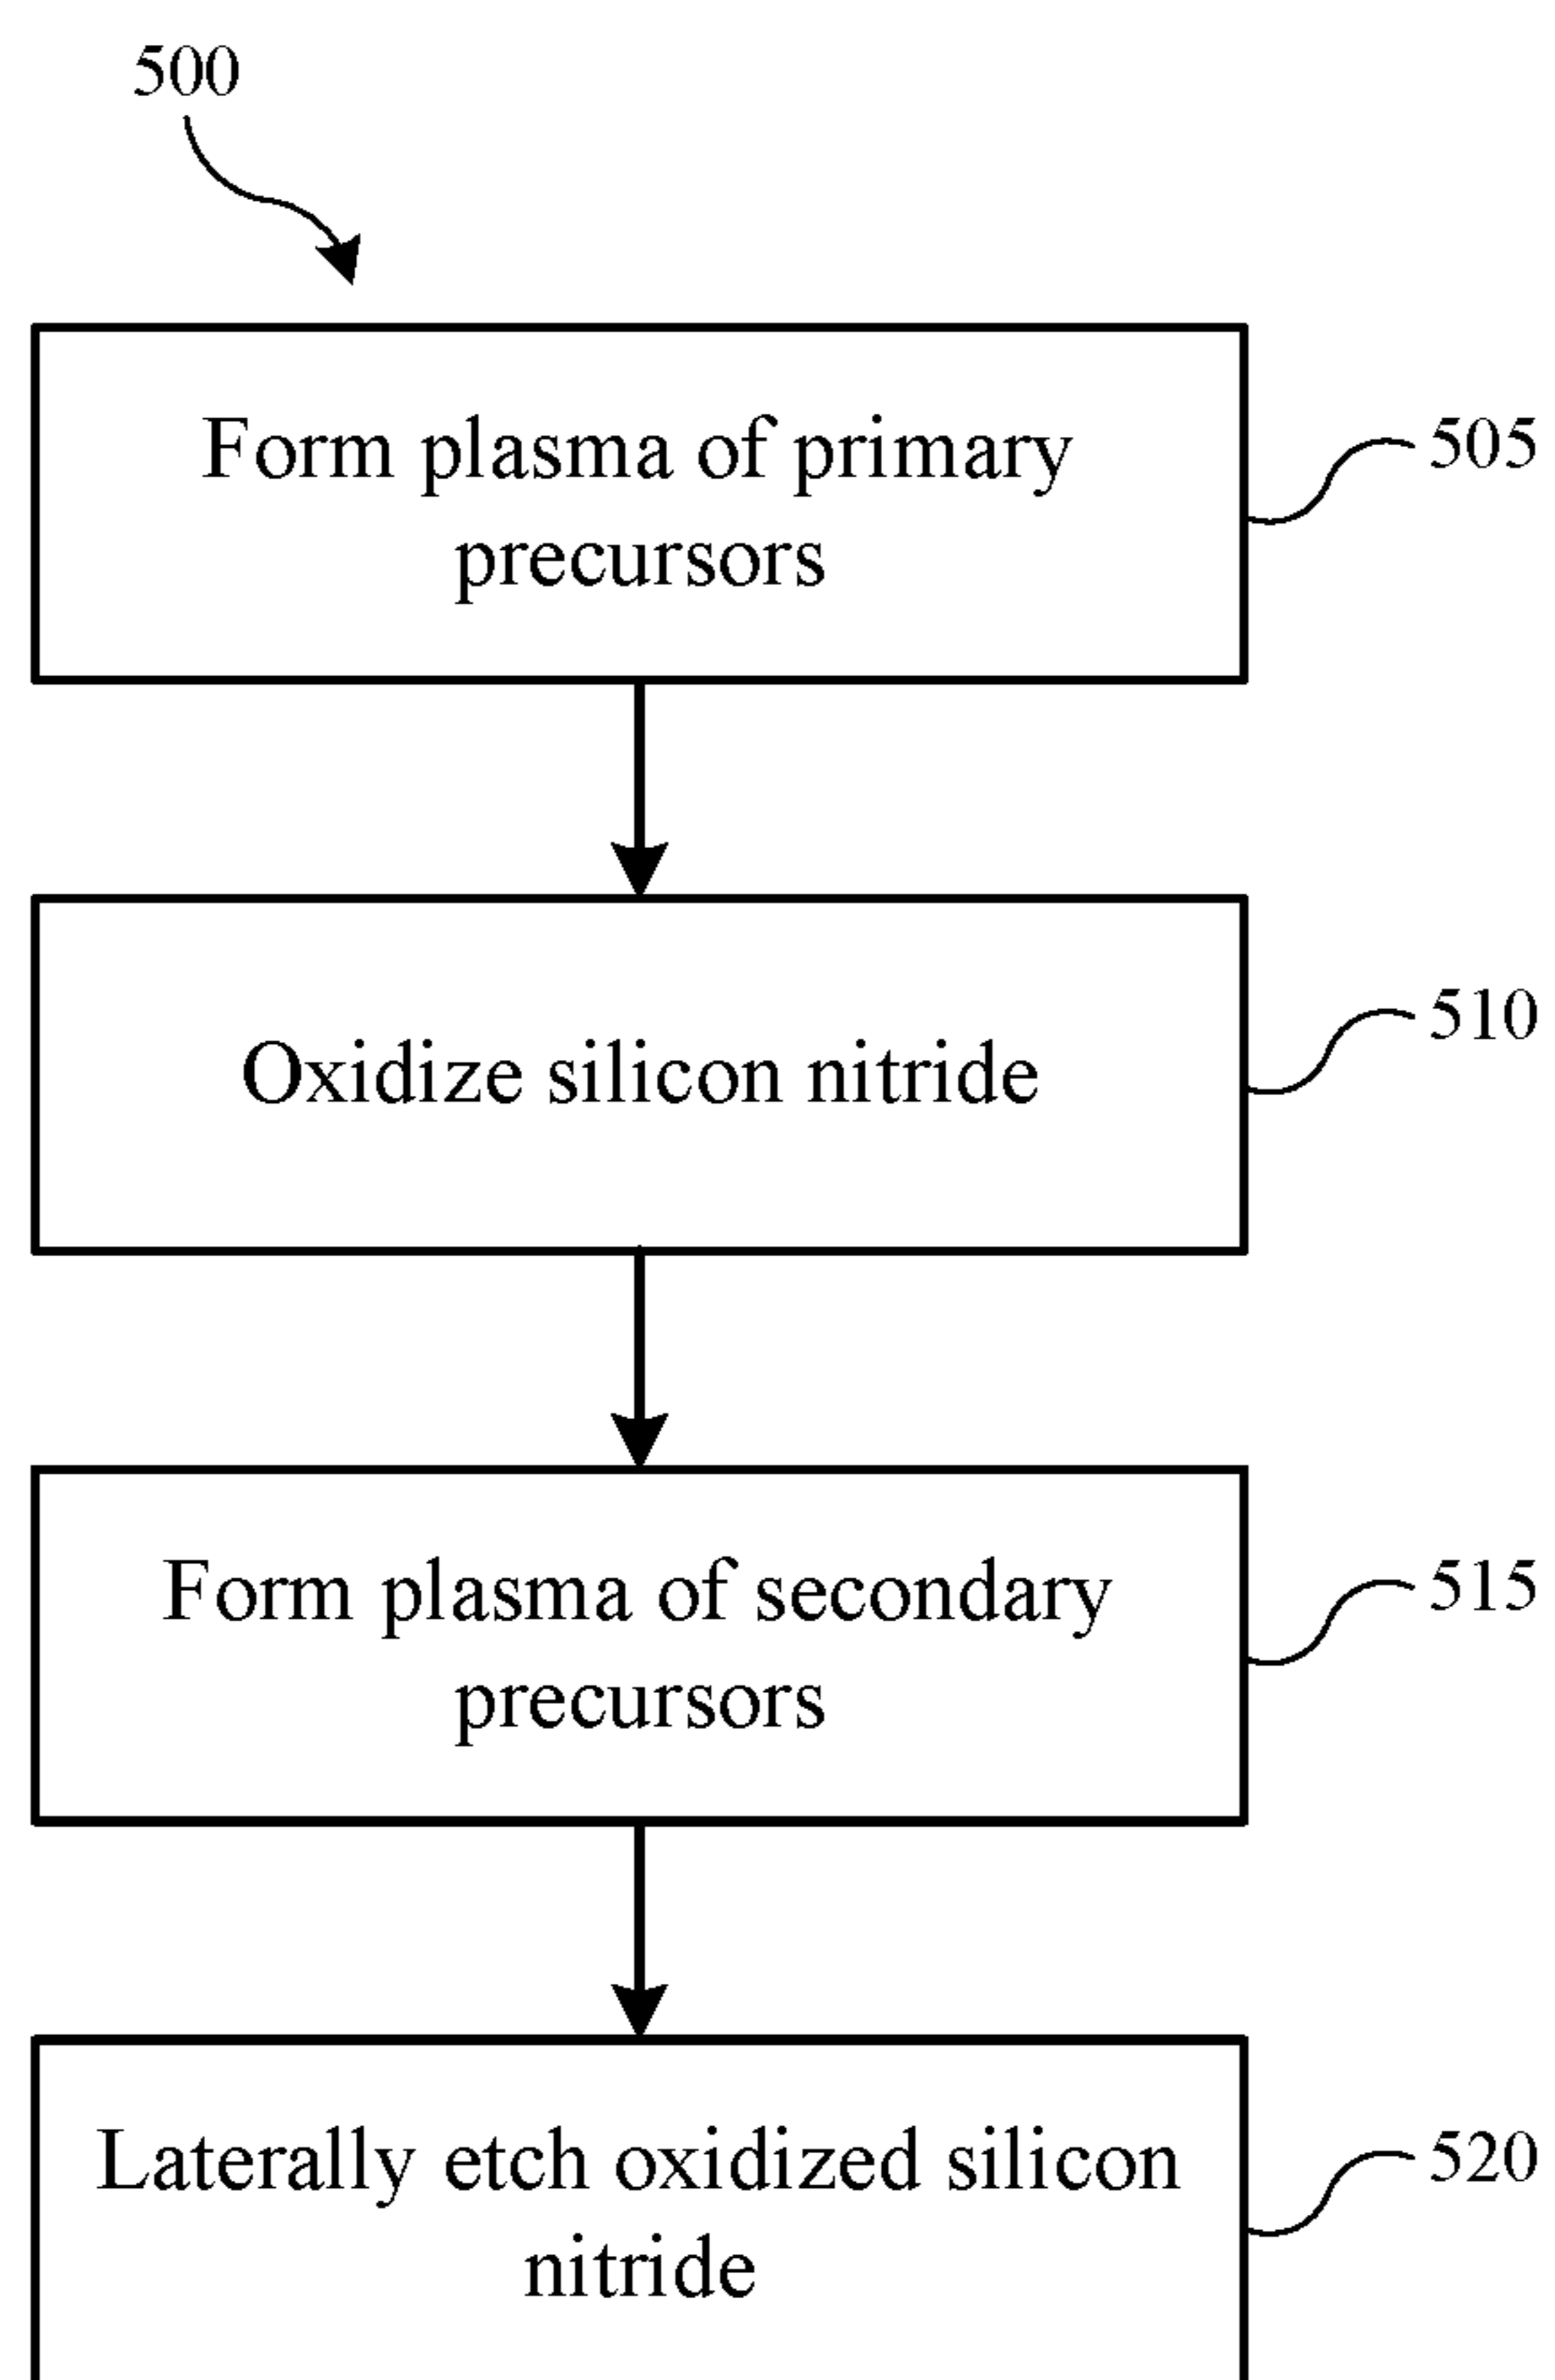 500
Form plasma of primary
precursors
505
Oxidize silicon nitride
510
Form plasma of secondary
precursors
515
Laterally etch oxidized silicon
nitride
520